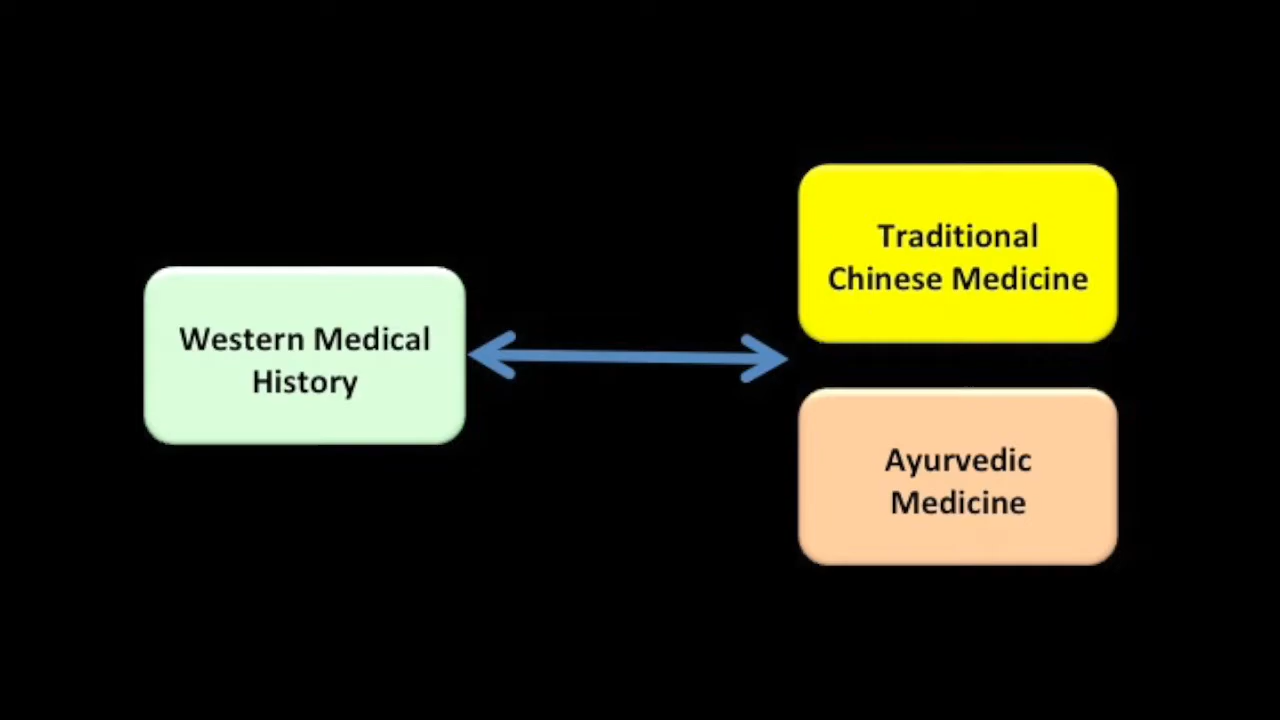 Western Medical
History
Traditional
Chinese Medicine
Ayurvedic
Medicine